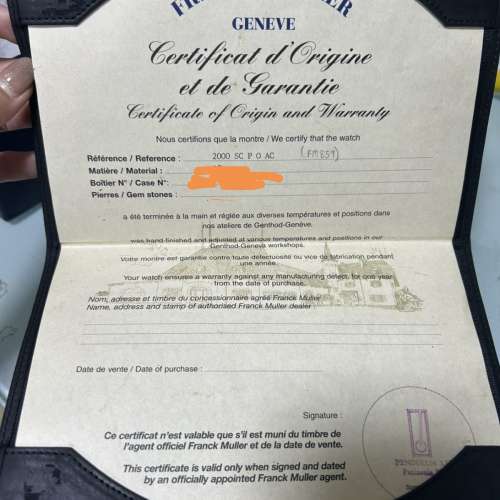 GENEVE
Certificat d'Origine
et de Garantie
Certificate of Origin and Warranty
Nous certifions que la montre / We certify that the watch
Référence / Reference : 2000 SC P O AC (FM859)
Matière / Material :
Boîtier N° / Case N° :
Pierres / Gem stones :
a été terminée à la main et réglée aux diverses températures et positions dans
nos ateliers de Genthod-Genève.
was hand-finished and adjusted at various temperatures and positions in our
Genthod-Geneva workshops.
Votre montre est garantie contre toute défectuosité ou vice de fabrication pendant
une année.
Your watch ensures a warranty against any manufacturing defect, for one year
from the date of purchase.
Nom, adresse et timbre du concessionnaire agréé Franck Muller
Name, address and stamp of authorised Franck Muller dealer :
Date de vente / Date of purchase :
Signature :
Ce certificat n'est valable que s'il est muni du timbre de
l'agent officiel Franck Muller et de la date de vente.
This certificate is valid only when signed and dated
by an officially appointed Franck Muller agent.